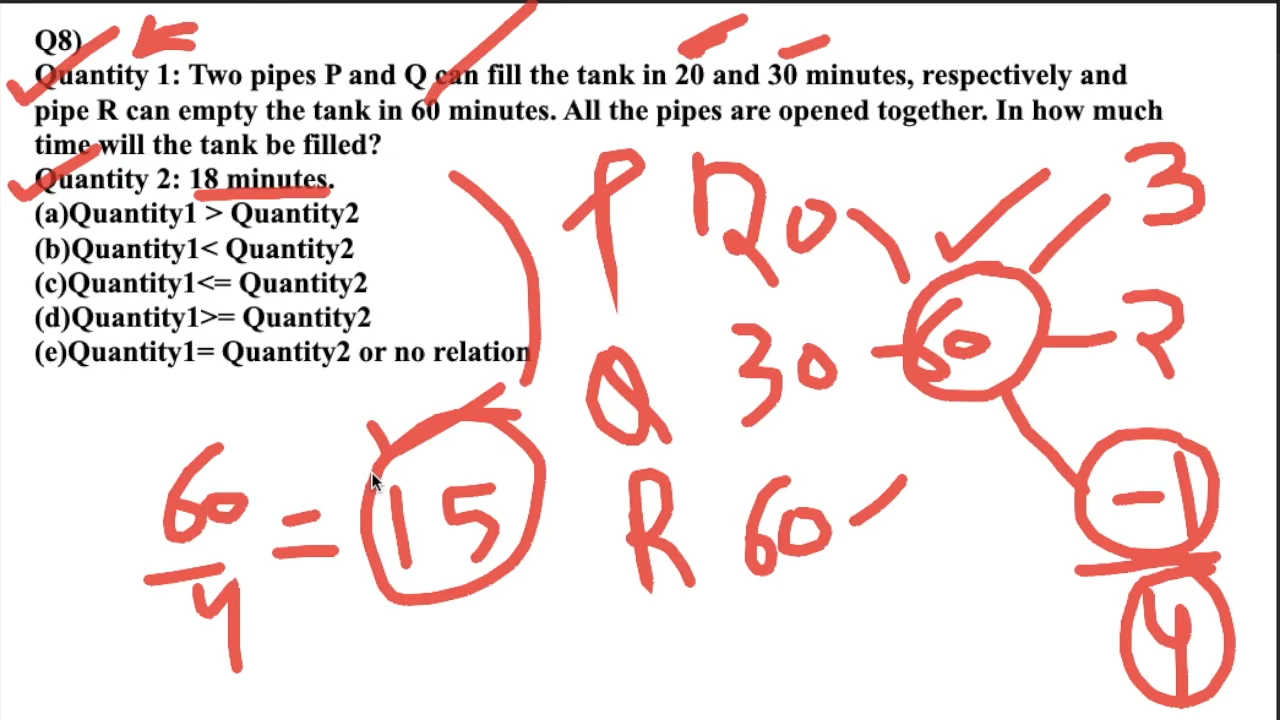 Q8)
Quantity 1: Two pipes P and Q can fill the tank in 20 and 30 minutes, respectively and
pipe R can empty the tank in 60 minutes. All the pipes are opened together. In how much
time will the tank be filled?
Quantity 2: 18 minutes.
(a)Quantity1 > Quantity2
(b)Quantity1< Quantity2
(c)Quantity1<= Quantity2
(d)Quantity1>= Quantity2
(e)Quantity1= Quantity2 or no relation
P 20 3
Q 30 60 2
R 60 -1
4
60/4 = 15